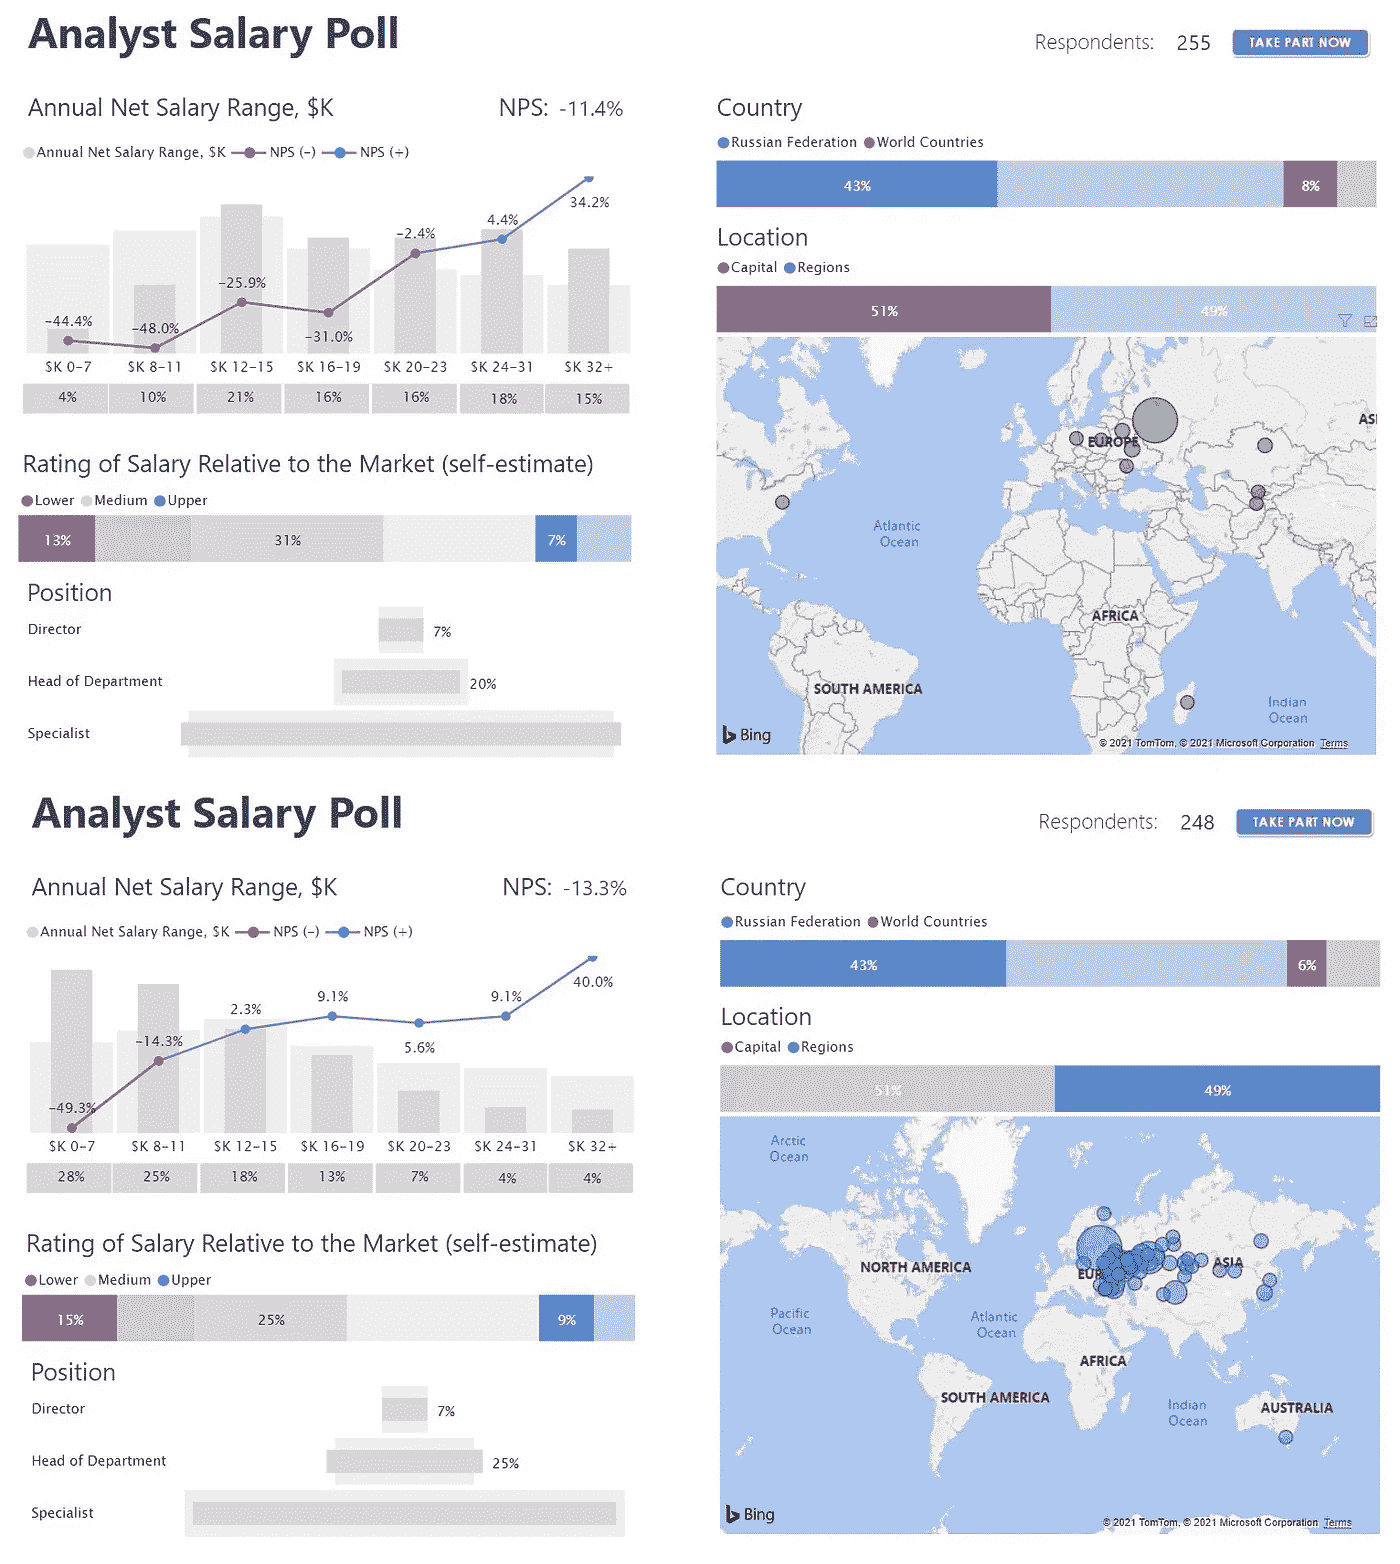 Analyst Salary Poll
Respondents: 255 TAKE PART NOW
Annual Net Salary Range, $K NPS: -11.4%
Annual Net Salary Range, $K NPS (-) NPS (+)
-44.4% -48.0% -25.9% -31.0% -2.4% 4.4% 34.2%
$K 0-7 $K 8-11 $K 12-15 $K 16-19 $K 20-23 $K 24-31 $K 32+
4% 10% 21% 16% 16% 18% 15%
Rating of Salary Relative to the Market (self-estimate)
Lower Medium Upper
13% 31% 7%
Position
Director 7%
Head of Department 20%
Specialist
Country
Russian Federation World Countries
43% 8%
Location
Capital Regions
51% 49%
ASI
EUROPE
Atlantic
Ocean
AFRICA
SOUTH AMERICA
Indian
Ocean
Bing
© 2021 TomTom, © 2021 Microsoft Corporation Terms
Analyst Salary Poll
Respondents: 248 TAKE PART NOW
Annual Net Salary Range, $K NPS: -13.3%
Annual Net Salary Range, $K NPS (-) NPS (+)
-49.3% -14.3% 2.3% 9.1% 5.6% 9.1% 40.0%
$K 0-7 $K 8-11 $K 12-15 $K 16-19 $K 20-23 $K 24-31 $K 32+
28% 25% 18% 13% 7% 4% 4%
Rating of Salary Relative to the Market (self-estimate)
Lower Medium Upper
15% 25% 9%
Position
Director 7%
Head of Department 25%
Specialist
Country
Russian Federation World Countries
43% 6%
Location
Capital Regions
51% 49%
Arctic
Ocean
NORTH AMERICA
EUR
ASIA
Pacific
Ocean
Atlantic
Ocean
AFRICA
SOUTH AMERICA
Indian
Ocean
AUSTRALIA
Bing
© 2021 TomTom, © 2021 Microsoft Corporation Terms